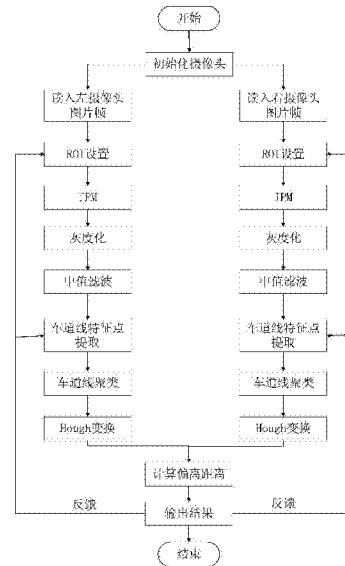 开始
初始化摄像头
读入左摄像头
图片帧
读入右摄像头
图片帧
ROI设置
ROI设置
IPM
IPM
灰度化
灰度化
中值滤波
中值滤波
车道线特征点
提取
车道线特征点
提取
车道线聚类
车道线聚类
Hough变换
Hough变换
计算偏离距离
反馈
输出结果
反馈
结束